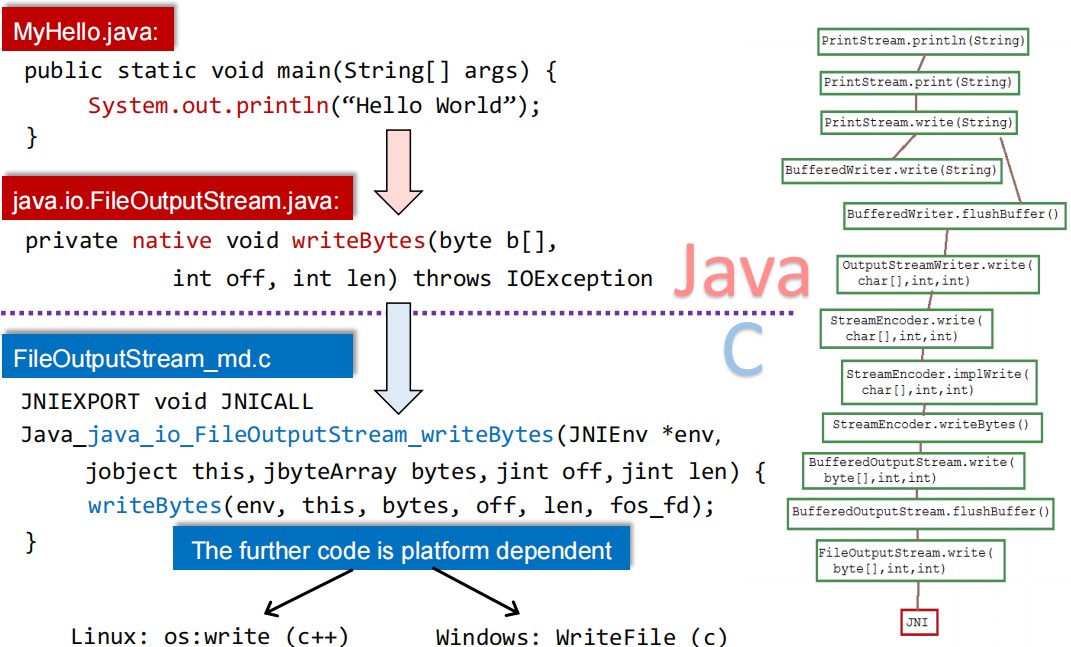 MyHello.java:
public static void main(String[] args) {
System.out.println(“Hello World”);
}
java.io.FileOutputStream.java:
private native void writeBytes(byte b[],
int off, int len) throws IOException
Java
C
FileOutputStream_md.c
JNIEXPORT void JNICALL
Java_java_io_FileOutputStream_writeBytes(JNIEnv *env,
jobject this, jbyteArray bytes, jint off, jint len) {
writeBytes(env, this, bytes, off, len, fos_fd);
}
The further code is platform dependent
Linux: os:write (c++)
Windows: WriteFile (c)
PrintStream.println(String)
PrintStream.print(String)
PrintStream.write(String)
BufferedWriter.write(String)
BufferedWriter.flushBuffer()
OutputStreamWriter.write(
char[],int,int)
StreamEncoder.write(
char[],int,int)
StreamEncoder.implWrite(
char[],int,int)
StreamEncoder.writeBytes()
BufferedOutputStream.write(
byte[],int,int)
BufferedOutputStream.flushBuffer()
FileOutputStream.write(
byte[],int,int)
JNI